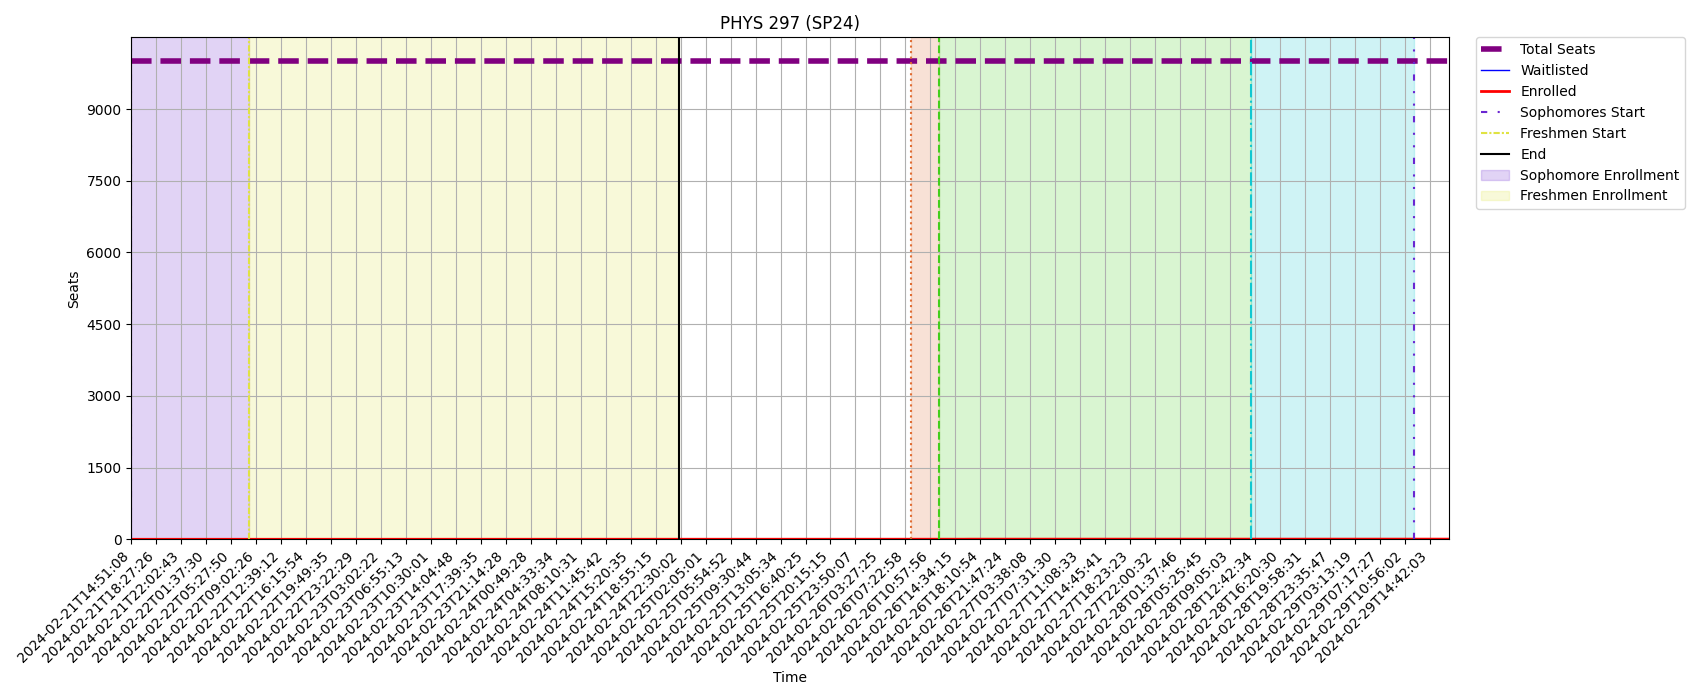 PHYS 297 (SP24)
Total Seats
Waitlisted
Enrolled
Sophomores Start
Freshmen Start
End
Sophomore Enrollment
Freshmen Enrollment
Seats
9000
7500
6000
4500
3000
1500
0
2024-02-21T14:51:08
2024-02-21T18:27:26
2024-02-21T22:02:43
2024-02-22T01:37:30
2024-02-22T05:27:50
2024-02-22T09:02:26
2024-02-22T12:39:12
2024-02-22T16:15:54
2024-02-22T19:49:35
2024-02-22T23:22:29
2024-02-23T03:02:22
2024-02-23T06:55:13
2024-02-23T10:30:01
2024-02-23T14:04:48
2024-02-23T17:39:35
2024-02-23T21:14:28
2024-02-24T00:49:28
2024-02-24T04:33:34
2024-02-24T08:10:31
2024-02-24T11:45:42
2024-02-24T15:20:35
2024-02-24T18:55:15
2024-02-24T22:30:02
2024-02-25T02:05:01
2024-02-25T05:54:52
2024-02-25T09:30:44
2024-02-25T13:05:34
2024-02-25T16:40:25
2024-02-25T20:15:15
2024-02-25T23:50:07
2024-02-26T03:27:25
2024-02-26T07:22:58
2024-02-26T10:57:56
2024-02-26T14:34:15
2024-02-26T18:10:54
2024-02-26T21:47:24
2024-02-27T03:38:08
2024-02-27T07:31:30
2024-02-27T11:08:33
2024-02-27T14:45:41
2024-02-27T18:23:23
2024-02-27T22:00:32
2024-02-28T01:37:46
2024-02-28T05:25:45
2024-02-28T09:05:03
2024-02-28T12:42:34
2024-02-28T16:20:30
2024-02-28T19:58:31
2024-02-28T23:35:47
2024-02-29T03:13:19
2024-02-29T07:17:27
2024-02-29T10:56:02
2024-02-29T14:42:03
Time